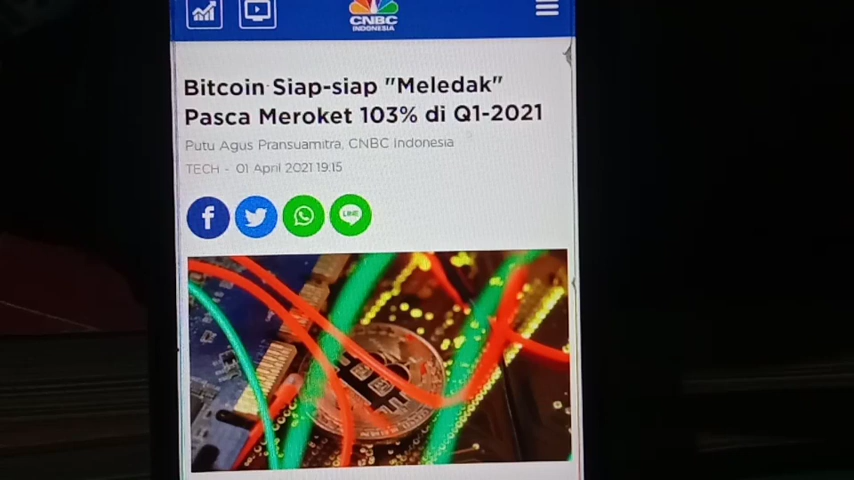 CNBC
INDONESIA
Bitcoin Siap-siap "Meledak"
Pasca Meroket 103% di Q1-2021
Putu Agus Pransuamitra, CNBC Indonesia
TECH - 01 April 2021 19:15
LINE